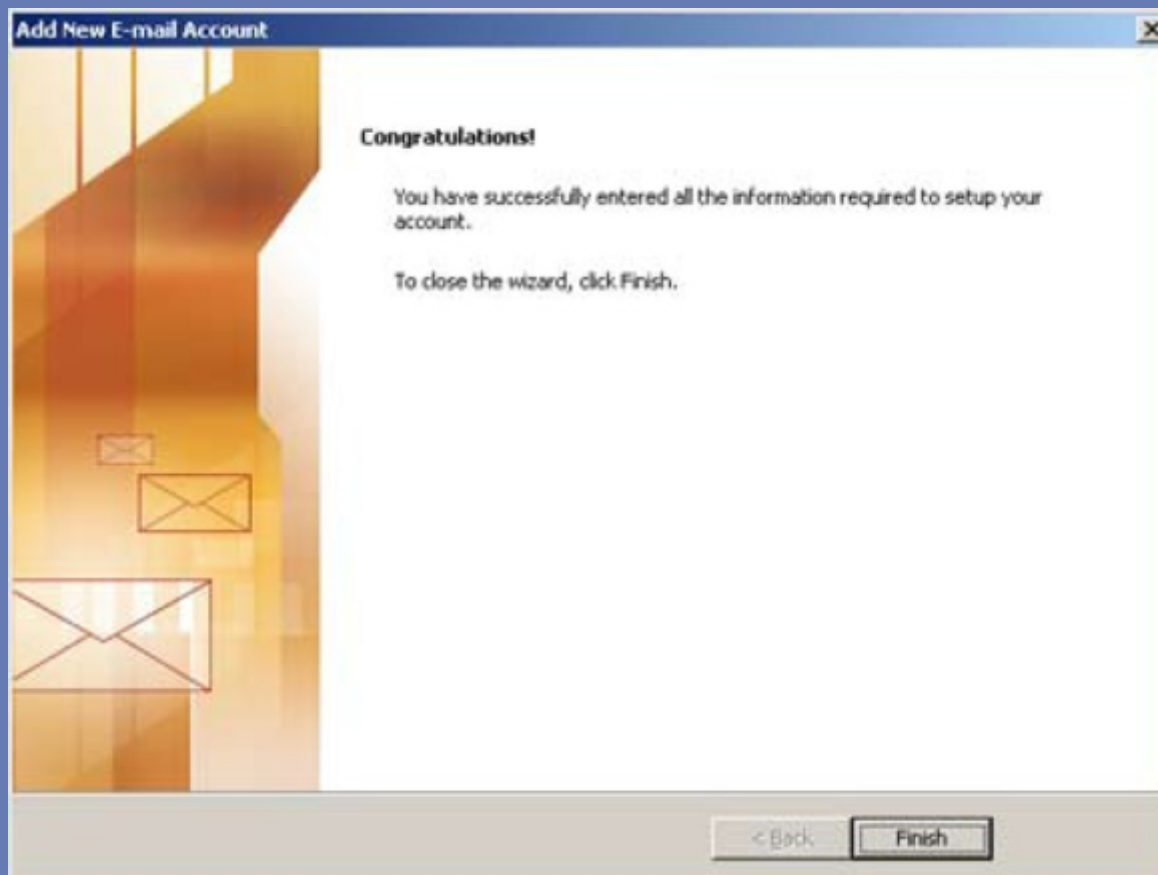 Add New E-mail Account
Congratulations!
You have successfully entered all the information required to setup your
account.
To close the wizard, click Finish.
< Back
Finish